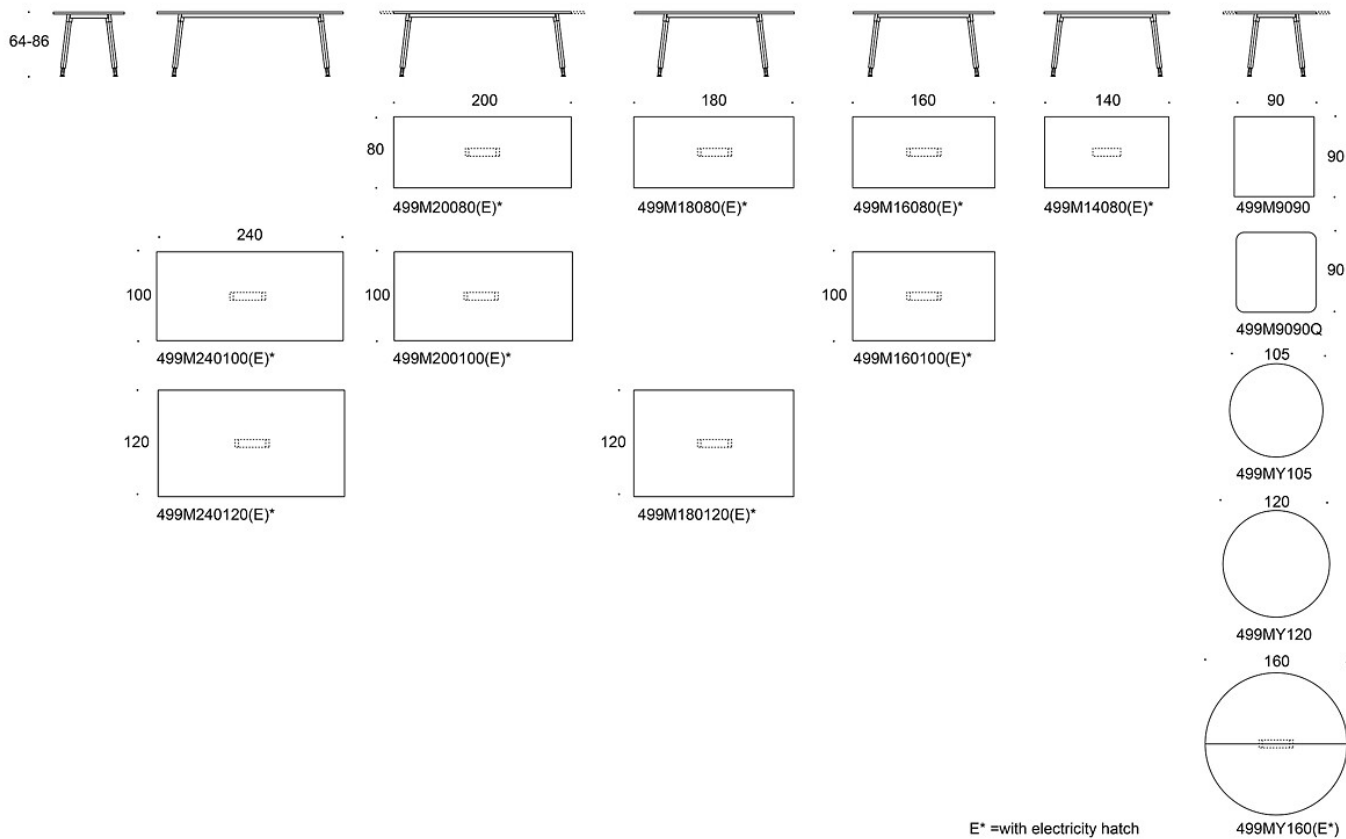 64-86
200
180
160
140
90
80
90
499M20080(E)*
499M18080(E)*
499M16080(E)*
499M14080(E)*
499M9090
240
90
100
100
100
499M240100(E)*
499M200100(E)*
499M160100(E)*
499M9090Q
105
120
120
499MY105
499M240120(E)*
499M180120(E)*
120
499MY120
160
E* =with electricity hatch
499MY160(E*)